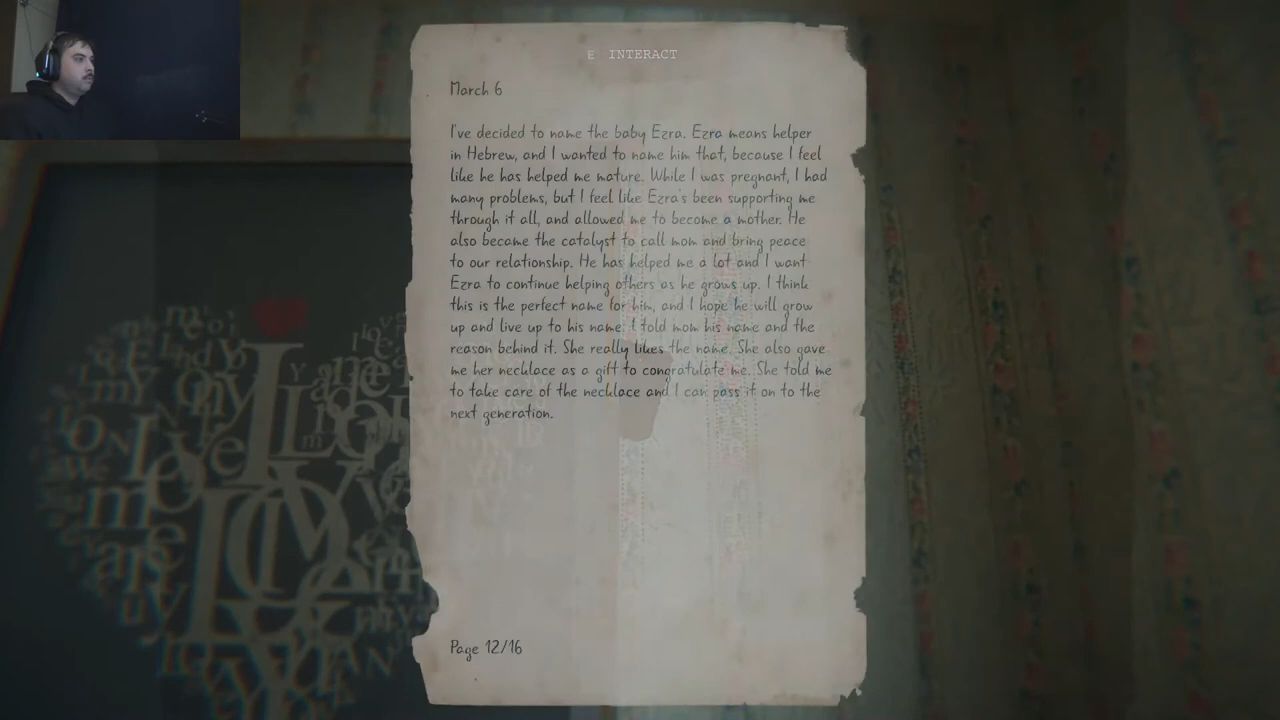 E INTERACT
March 6
I've decided to name the baby Ezra. Ezra means helper
in Hebrew, and I wanted to name him that, because I feel
like he has helped me mature. While I was pregnant, I had
many problems, but I feel like Ezra's been supporting me
through it all, and allowed me to become a mother. He
also became the catalyst to call mom and bring peace
to our relationship. He has helped me a lot and I want
Ezra to continue helping others as he grows up. I think
this is the perfect name for him, and I hope he will grow
up and live up to his name. I told mom his name and the
reason behind it. She really likes the name. She also gave
me her necklace as a gift to congratulate me. She told me
to take care of the necklace and I can pass it on to the
next generation.
Page 12/16